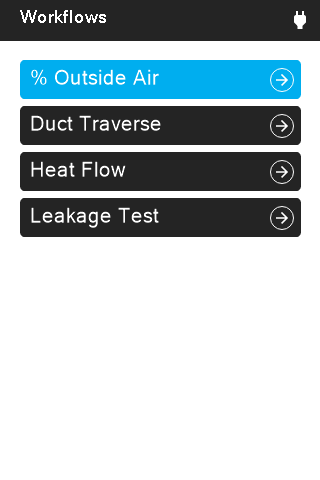 Workflows
% Outside Air
Duct Traverse
Heat Flow
Leakage Test